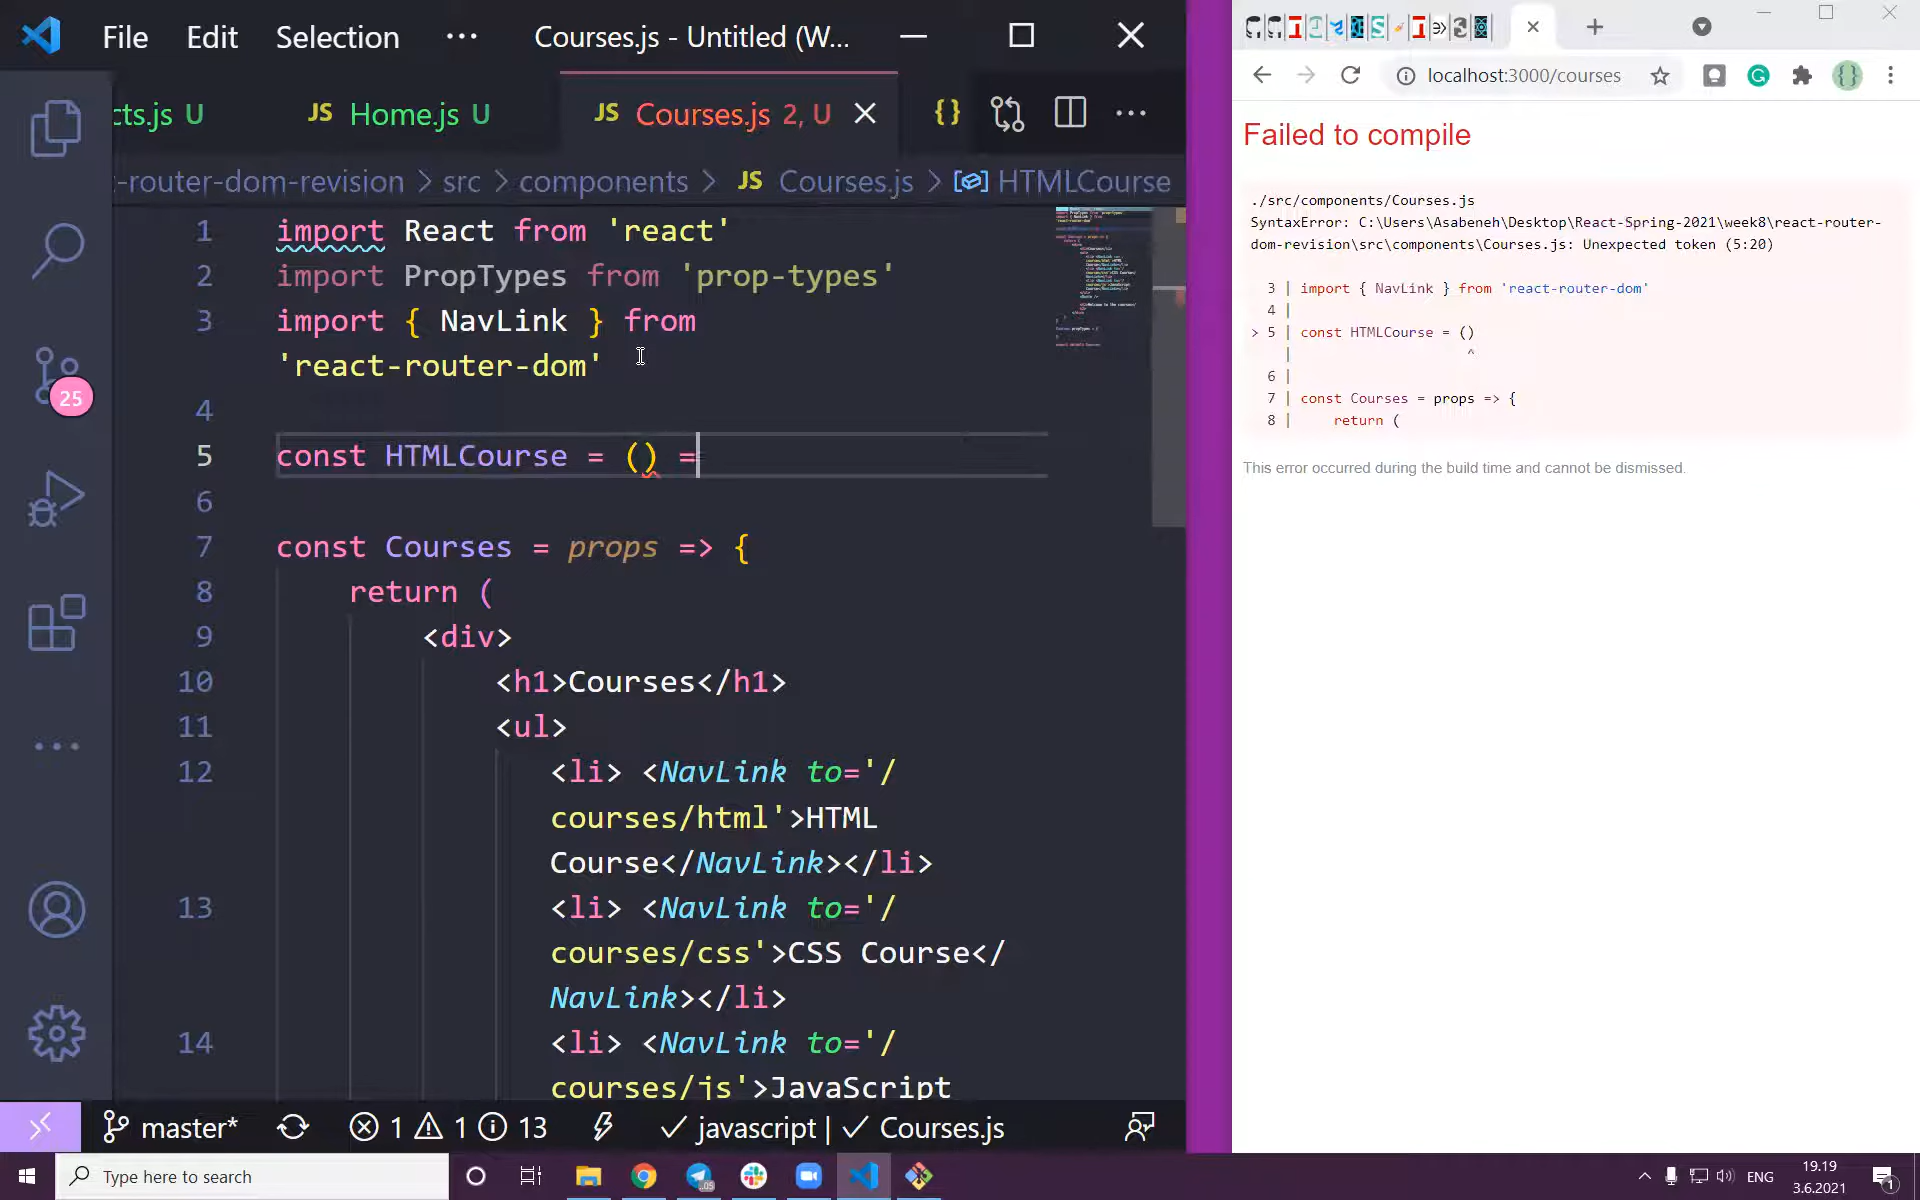 File Edit Selection ··· Courses.js - Untitled (W...
cts.js U JS Home.js U JS Courses.js 2, U {} ···
-router-dom-revision > src > components > JS Courses.js > HTMLCourse
1 import React from 'react'
2 import PropTypes from 'prop-types'
3 import { NavLink } from
'react-router-dom'
4
5 const HTMLCourse = () =
6
7 const Courses = props => {
8 return (
9 <div>
10 <h1>Courses</h1>
11 <ul>
12 <li> <NavLink to='/
courses/html'>HTML
Course</NavLink></li>
13 <li> <NavLink to='/
courses/css'>CSS Course</
NavLink></li>
14 <li> <NavLink to='/
courses/js'>JavaScript
25
master* 1 1 13 javascript | Courses.js
localhost:3000/courses
Failed to compile
./src/components/Courses.js
SyntaxError: C:\Users\Asabeneh\Desktop\React-Spring-2021\week8\react-router-
dom-revision\src\components\Courses.js: Unexpected token (5:20)
3 | import { NavLink } from 'react-router-dom'
4 |
> 5 | const HTMLCourse = ()
| ^
6 |
7 | const Courses = props => {
8 | return (
This error occurred during the build time and cannot be dismissed.
Type here to search
ENG
19.19
3.6.2021
1